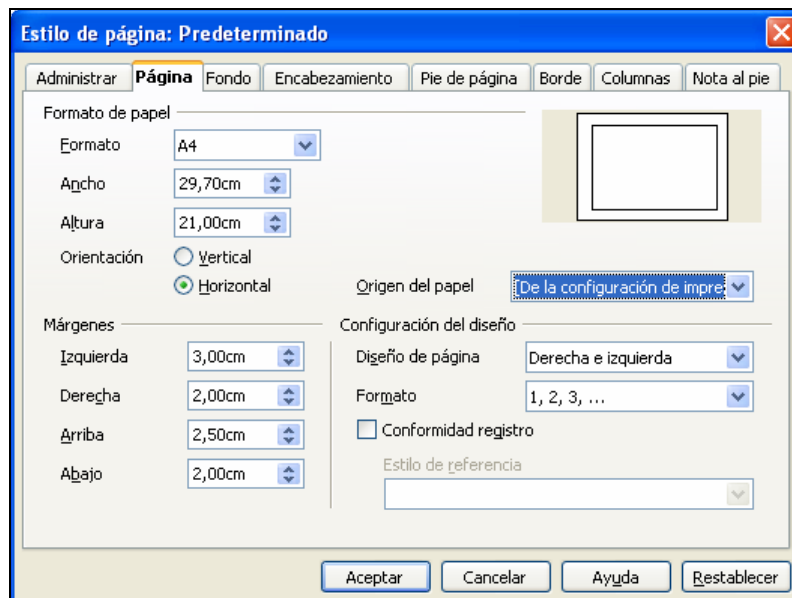 Estilo de página: Predeterminado
Administrar Página Fondo Encabezamiento Pie de página Borde Columnas Nota al pie
Formato de papel
Formato A4
Ancho 29,70cm
Altura 21,00cm
Orientación Vertical
Horizontal Origen del papel [De la configuración de impre
Márgenes Configuración del diseño
Izquierda 3,00cm Diseño de página Derecha e izquierda
Derecha 2,00cm Formato 1, 2, 3, ...
Arriba 2,50cm Conformidad registro
Abajo 2,00cm Estilo de referencia
Aceptar Cancelar Ayuda Restablecer